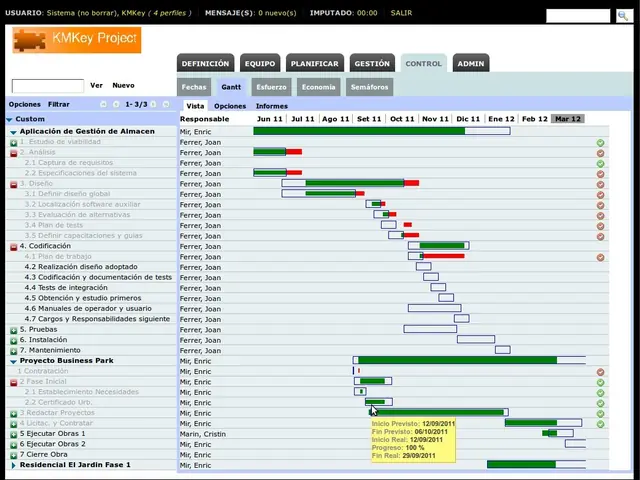 USUARIO: Sistema (no borrar), KMKey ( 4 perfiles ) MENSAJE(S): 0 nuevo(s) IMPUTADO: 00:00 SALIR
KMKey Project
DEFINICIÓN EQUIPO PLANIFICAR GESTIÓN CONTROL ADMIN
Ver Nuevo
Fechas Gantt Esfuerzo Economía Semáforos
Opciones Filtrar 1- 3/3 Vista Opciones Informes
Custom Responsable Jun 11 Jul 11 Ago 11 Set 11 Oct 11 Nov 11 Dic 11 Ene 12 Feb 12 Mar 12
Aplicación de Gestión de Almacen Mir, Enric
1. Estudio de viabilidad Ferrer, Joan
2. Análisis Ferrer, Joan
2.1 Captura de requisitos Ferrer, Joan
2.2 Especificaciones del sistema Ferrer, Joan
3. Diseño Ferrer, Joan
3.1 Definir diseño global Ferrer, Joan
3.2 Localización software auxiliar Ferrer, Joan
3.3 Evaluación de alternativas Ferrer, Joan
3.4 Plan de tests Ferrer, Joan
3.5 Definir capacitaciones y guias Ferrer, Joan
4. Codificación Ferrer, Joan
4.1 Plan de trabajo Ferrer, Joan
4.2 Realización diseño adoptado Ferrer, Joan
4.3 Codificación y documentación de tests Ferrer, Joan
4.4 Tests de integración Ferrer, Joan
4.5 Obtención y estudio primeros Ferrer, Joan
4.6 Manuales de operador y usuario Ferrer, Joan
4.7 Cargos y Responsabilidades siguiente Ferrer, Joan
5. Pruebas Ferrer, Joan
6. Instalación Ferrer, Joan
7. Mantenimiento Ferrer, Joan
Proyecto Business Park Mir, Enric
1 Contratación Mir, Enric
2 Fase Inicial Mir, Enric
2.1 Establecimiento Necesidades Mir, Enric
2.2 Certificado Urb. Mir, Enric
3 Redactar Proyectos Mir, Enric
4 Licitac. y Contratar Mir, Enric
5 Ejecutar Obras 1 Marin, Cristin
6 Ejecutar Obras 2 Mir, Enric
7 Cierre Obra Mir, Enric
Residencial El Jardin Fase 1 Mir, Enric
Inicio Previsto: 12/09/2011
Fin Previsto: 06/10/2011
Inicio Real: 12/09/2011
Progreso: 100 %
Fin Real: 29/09/2011